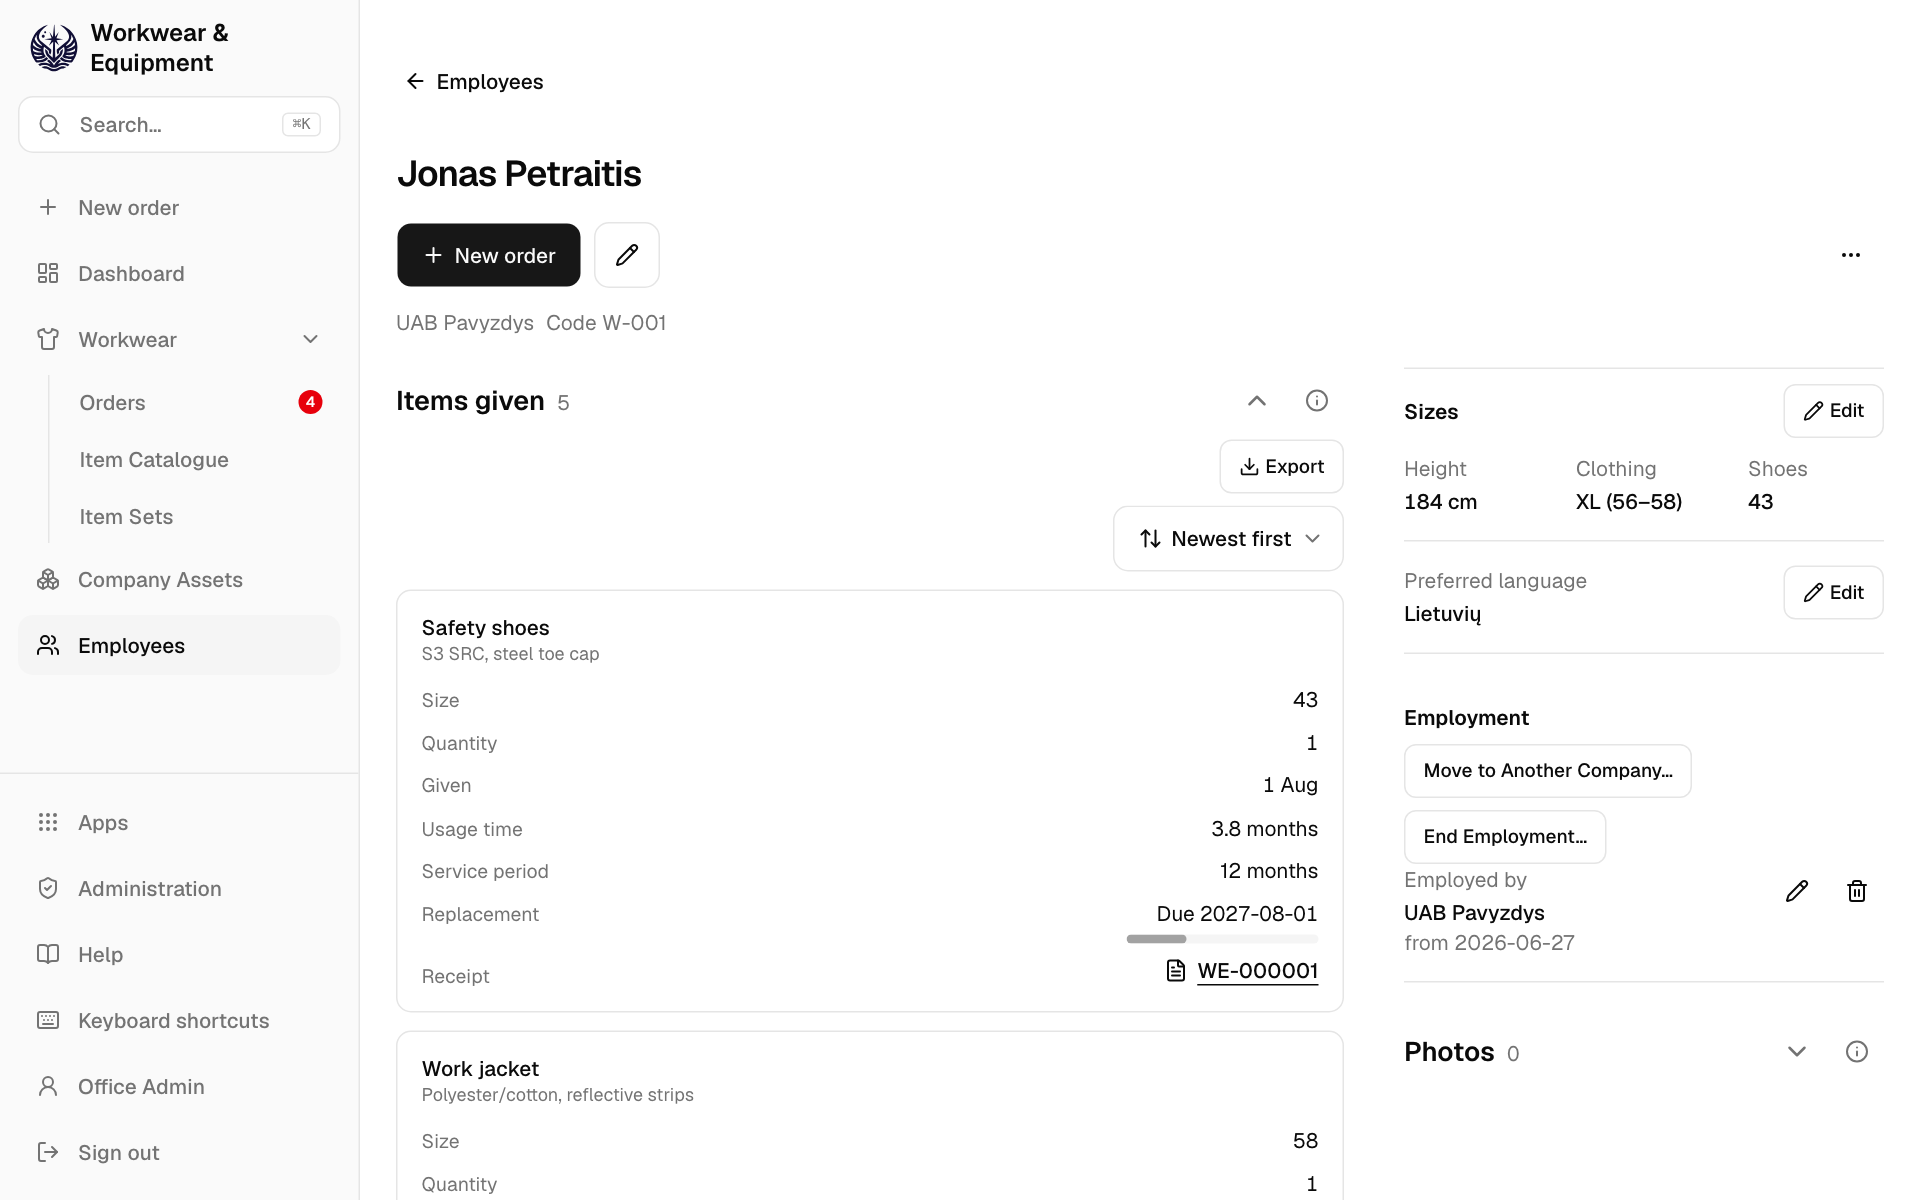 Workwear &
Equipment
Search...
⌘K
New order
Dashboard
Workwear
Orders
4
Item Catalogue
Item Sets
Company Assets
Employees
Apps
Administration
Help
Keyboard shortcuts
Office Admin
Sign out
Employees
Jonas Petraitis
New order
UAB Pavyzdys Code W-001
Items given 5
Export
Newest first
Safety shoes
S3 SRC, steel toe cap
Size 43
Quantity 1
Given 1 Aug
Usage time 3.8 months
Service period 12 months
Replacement Due 2027-08-01
Receipt WE-000001
Work jacket
Polyester/cotton, reflective strips
Size 58
Quantity 1
Sizes
Edit
Height Clothing Shoes
184 cm XL (56–58) 43
Preferred language
Edit
Lietuvių
Employment
Move to Another Company...
End Employment...
Employed by
UAB Pavyzdys
from 2026-06-27
Photos 0